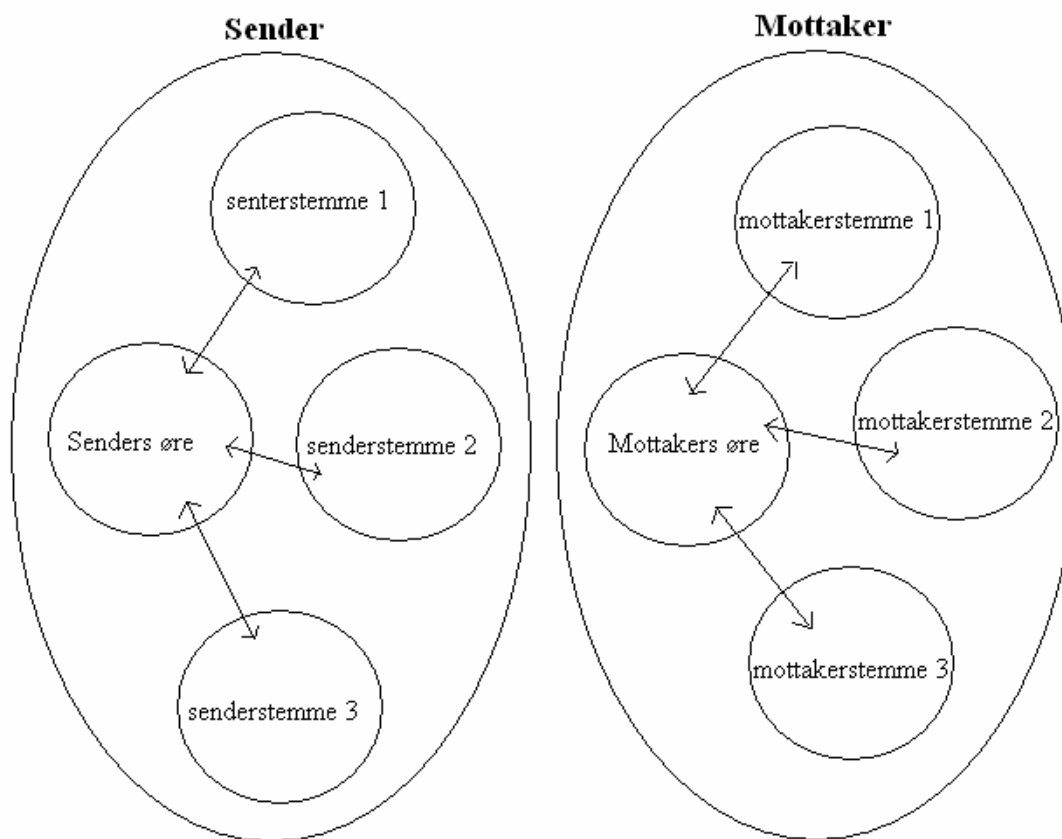 Sender
senterstemme 1
Senders øre
senderstemme 2
senderstemme 3
Mottaker
mottakerstemme 1
Mottakers øre
mottakerstemme 2
mottakerstemme 3